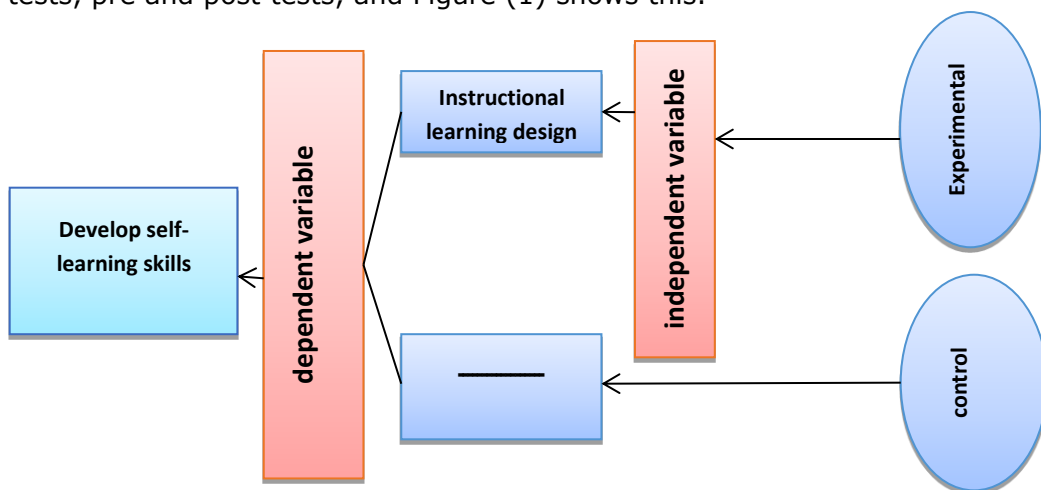 tests, pre and post tests, and Figure (1) shows this:
Instructional
learning design
independent variable
Experimental
dependent variable
Develop self-
learning skills
control